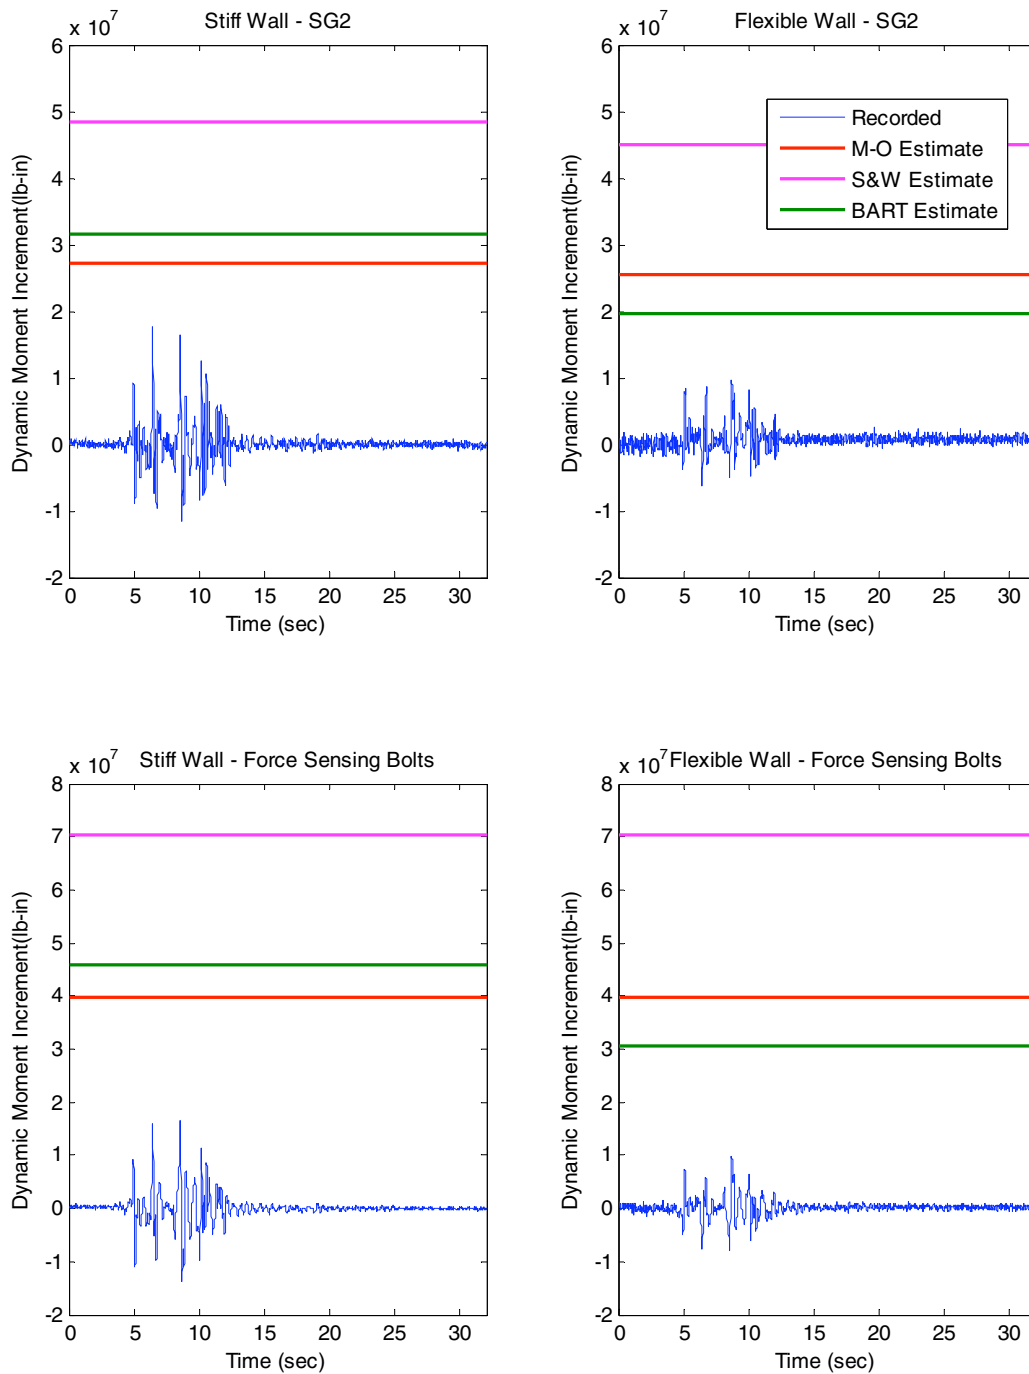 x 10^7
Stiff Wall - SG2
6
5
4
3
2
1
0
-1
-2
Dynamic Moment Increment(lb-in)
0 5 10 15 20 25 30
Time (sec)
x 10^7
Flexible Wall - SG2
6
5
4
3
2
1
0
-1
-2
Dynamic Moment Increment(lb-in)
Recorded
M-O Estimate
S&W Estimate
BART Estimate
0 5 10 15 20 25 30
Time (sec)
x 10^7
Stiff Wall - Force Sensing Bolts
8
7
6
5
4
3
2
1
0
-1
-2
Dynamic Moment Increment(lb-in)
0 5 10 15 20 25 30
Time (sec)
x 10^7
Flexible Wall - Force Sensing Bolts
8
7
6
5
4
3
2
1
0
-1
-2
Dynamic Moment Increment(lb-in)
0 5 10 15 20 25 30
Time (sec)